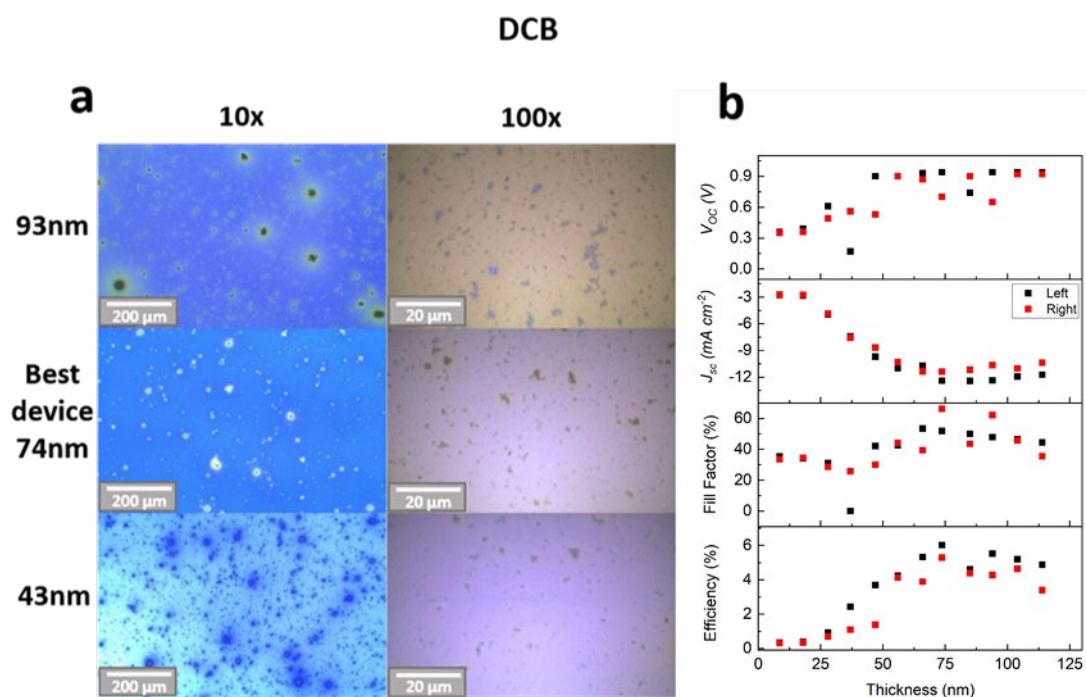 DCB
a
10x
100x
93nm
200 µm
20 µm
Best
device
74nm
200 µm
20 µm
43nm
200 µm
20 µm
b
V_OC (V)
0.9
0.6
0.3
0.0
J_sc (mA cm⁻²)
-3
-6
-9
-12
Left
Right
Fill Factor (%)
60
40
20
0
Efficiency (%)
6
4
2
0
0
25
50
75
100
125
Thickness (nm)